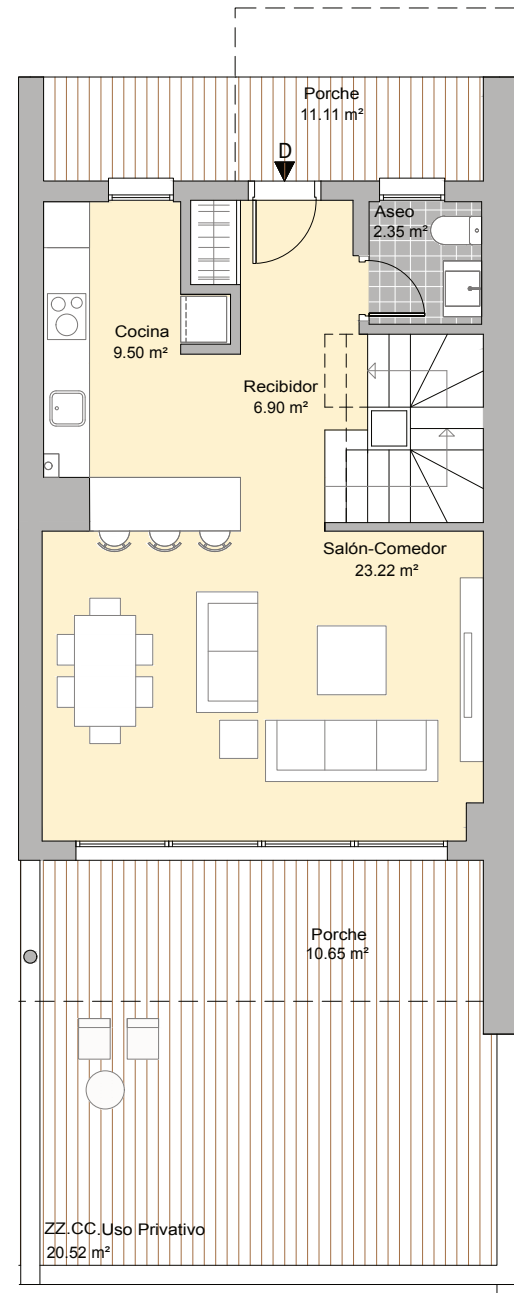 Porche
11.11 m²
D
Aseo
2.35 m²
Cocina
9.50 m²
Recibidor
6.90 m²
Salón-Comedor
23.22 m²
Porche
10.65 m²
ZZ.CC.Uso Privativo
20.52 m²